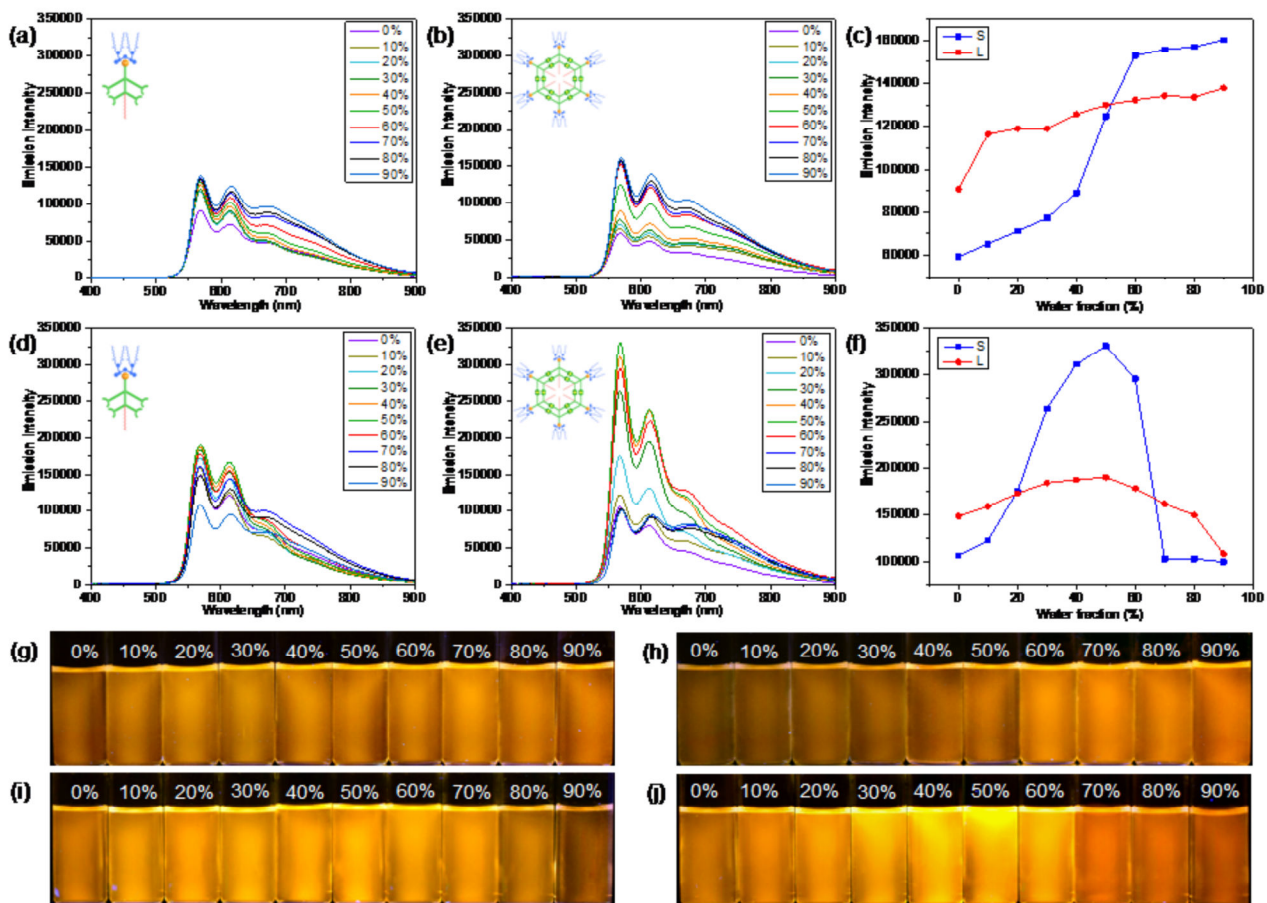 (a)
350000
300000
250000
200000
150000
100000
50000
0
Emission intensity
400 500 600 700 800 900
Wavelength (nm)
0%
10%
20%
30%
40%
50%
60%
70%
80%
90%
(b)
350000
300000
250000
200000
150000
100000
50000
0
Emission intensity
400 500 600 700 800 900
Wavelength (nm)
0%
10%
20%
30%
40%
50%
60%
70%
80%
90%
(c)
160000
140000
120000
100000
80000
60000
Emission intensity
S
L
0 20 40 60 80 100
Water fraction (%)
(d)
350000
300000
250000
200000
150000
100000
50000
0
Emission intensity
400 500 600 700 800 900
Wavelength (nm)
0%
10%
20%
30%
40%
50%
60%
70%
80%
90%
(e)
350000
300000
250000
200000
150000
100000
50000
0
Emission intensity
400 500 600 700 800 900
Wavelength (nm)
0%
10%
20%
30%
40%
50%
60%
70%
80%
90%
(f)
350000
300000
250000
200000
150000
100000
Emission intensity
S
L
0 20 40 60 80 100
Water fraction (%)
(g) 0% 10% 20% 30% 40% 50% 60% 70% 80% 90%
(h) 0% 10% 20% 30% 40% 50% 60% 70% 80% 90%
(i) 0% 10% 20% 30% 40% 50% 60% 70% 80% 90%
(j) 0% 10% 20% 30% 40% 50% 60% 70% 80% 90%